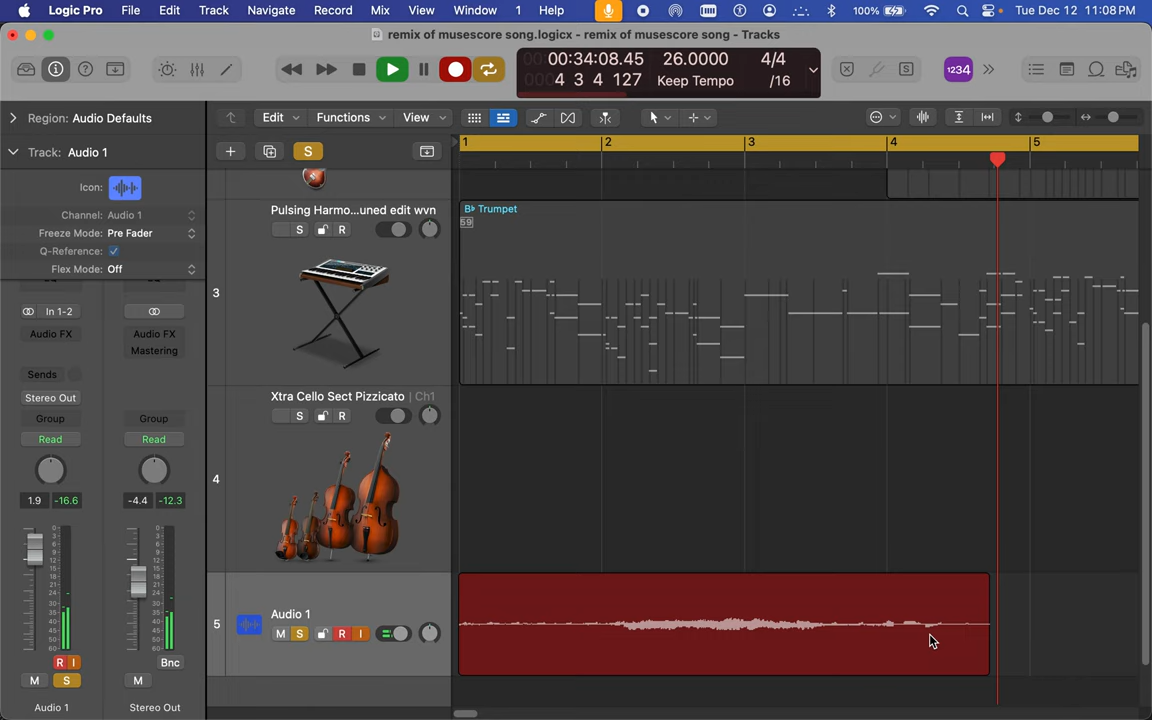 Logic Pro File Edit Track Navigate Record Mix View Window 1 Help 100% Tue Dec 12 11:08 PM
remix of musescore song.logicx - remix of musescore song - Tracks
00:34:08.45 26.0000 4/4
4 3 4 127 Keep Tempo /16
1234
Region: Audio Defaults
Edit Functions View
Track: Audio 1
S
1 2 3 4 5
Icon:
Channel: Audio 1
Freeze Mode: Pre Fader
Q-Reference:
Flex Mode: Off
Pulsing Harmo...uned edit wvn
S R
B♭ Trumpet
59
3
In 1-2
Audio FX Audio FX
Mastering
Sends
Stereo Out
Group Group
Read Read
1.9 -16.6 -4.4 -12.3
Xtra Cello Sect Pizzicato | Ch1
S R
4
R I
Bnc
M S M
Audio 1 Stereo Out
5
Audio 1
M S R I